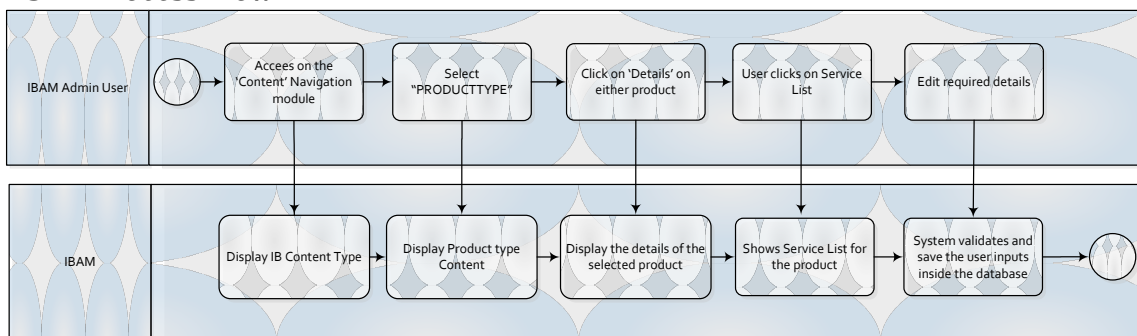 IBAM Admin User
Accees on the
'Content' Navigation
module
Select
"PRODUCTTYPE"
Click on 'Details' on
either product
User clicks on Service
List
Edit required details
IBAM
Display IB Content Type
Display Product type
Content
Display the details of the
selected product
Shows Service List for
the product
System validates and
save the user inputs
inside the database